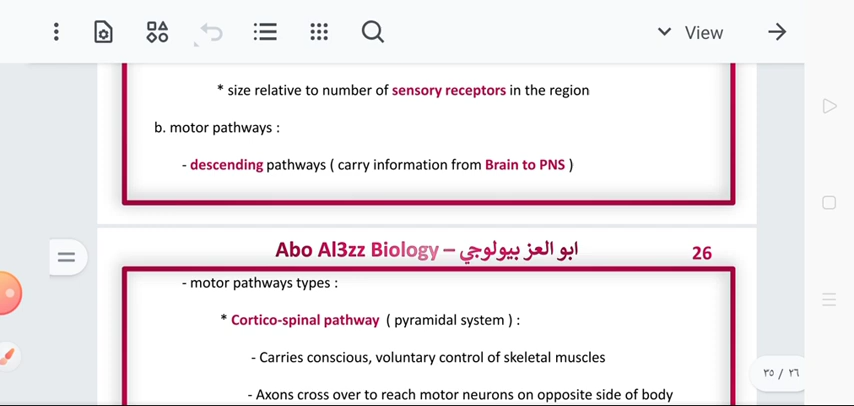 View
* size relative to number of sensory receptors in the region
b. motor pathways :
- descending pathways ( carry information from Brain to PNS )
Abo Al3zz Biology – ابو العز بيولوجي
26
- motor pathways types :
* Cortico-spinal pathway ( pyramidal system ) :
- Carries conscious, voluntary control of skeletal muscles
٣٥ / ٢٦
- Axons cross over to reach motor neurons on opposite side of body